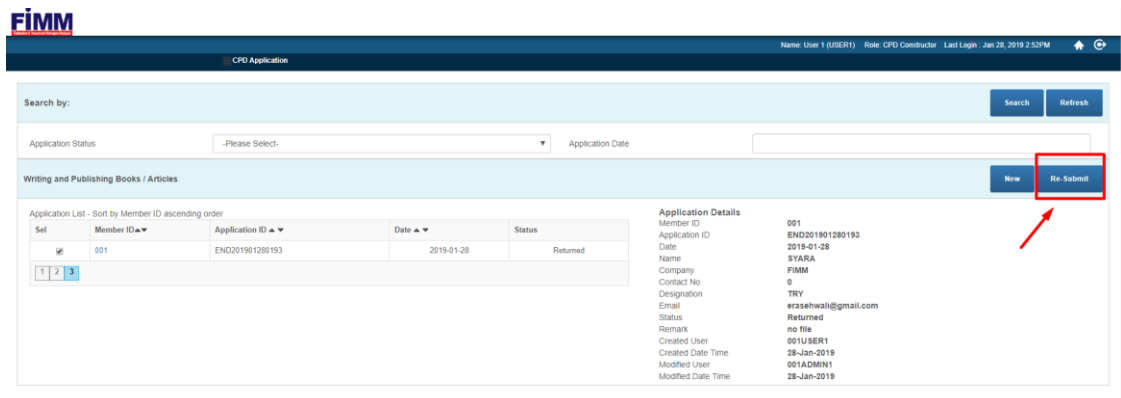 FIMM
Name: User 1 (USER1) Role: CPD Constructor Last Login : Jan 28, 2019 2:52PM
CPD Application
Search by: Search Refresh
Application Status -Please Select- Application Date
Writing and Publishing Books / Articles New Re-Submit
Application List - Sort by Member ID ascending order
Sel Member ID Application ID Date Status
001 END201901280193 2019-01-28 Returned
1 2 3
Application Details
Member ID 001
Application ID END201901280193
Date 2019-01-28
Name SYARA
Company FIMM
Contact No 0
Designation TRY
Email erasehwali@gmail.com
Status Returned
Remark no file
Created User 001USER1
Created Date Time 28-Jan-2019
Modified User 001ADMIN1
Modified Date Time 28-Jan-2019